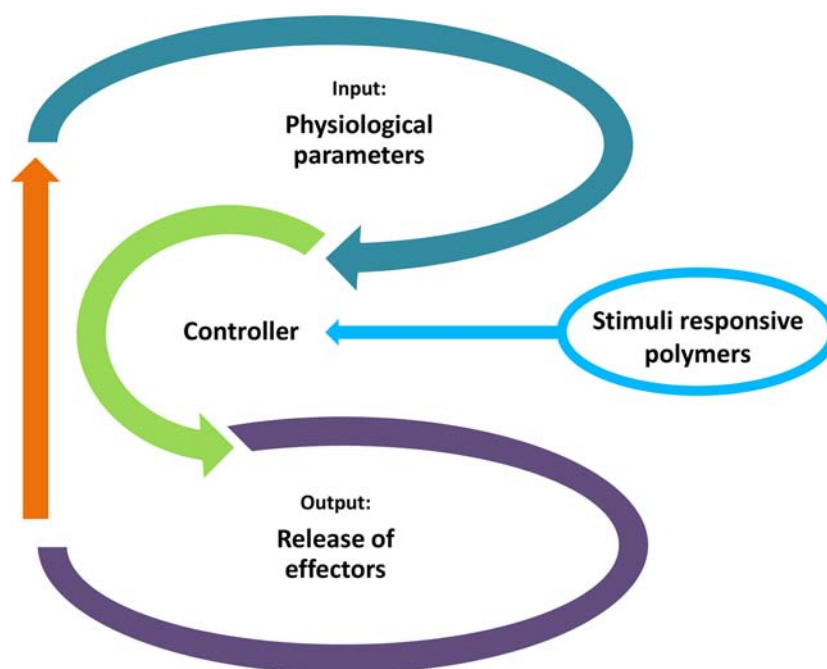 Input:
Physiological
parameters
Controller
Stimuli responsive
polymers
Output:
Release of
effectors